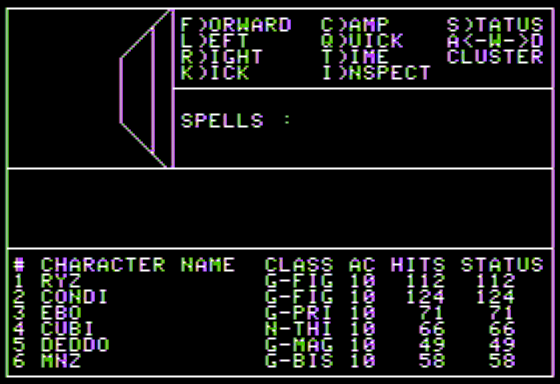 F)ORWARD C)AMP S)TATUS
L)EFT Q)UICK A<-W->D
R)IGHT T)IME CLUSTER
K)ICK I)NSPECT
SPELLS :
# CHARACTER NAME CLASS AC HITS STATUS
1 RYZ G-FIG 10 112 112
2 CONDI G-FIG 10 124 124
3 EBO G-PRI 10 71 71
4 CUBI N-THI 10 66 66
5 DEDDO G-MAG 10 49 49
6 MNZ G-BIS 10 58 58